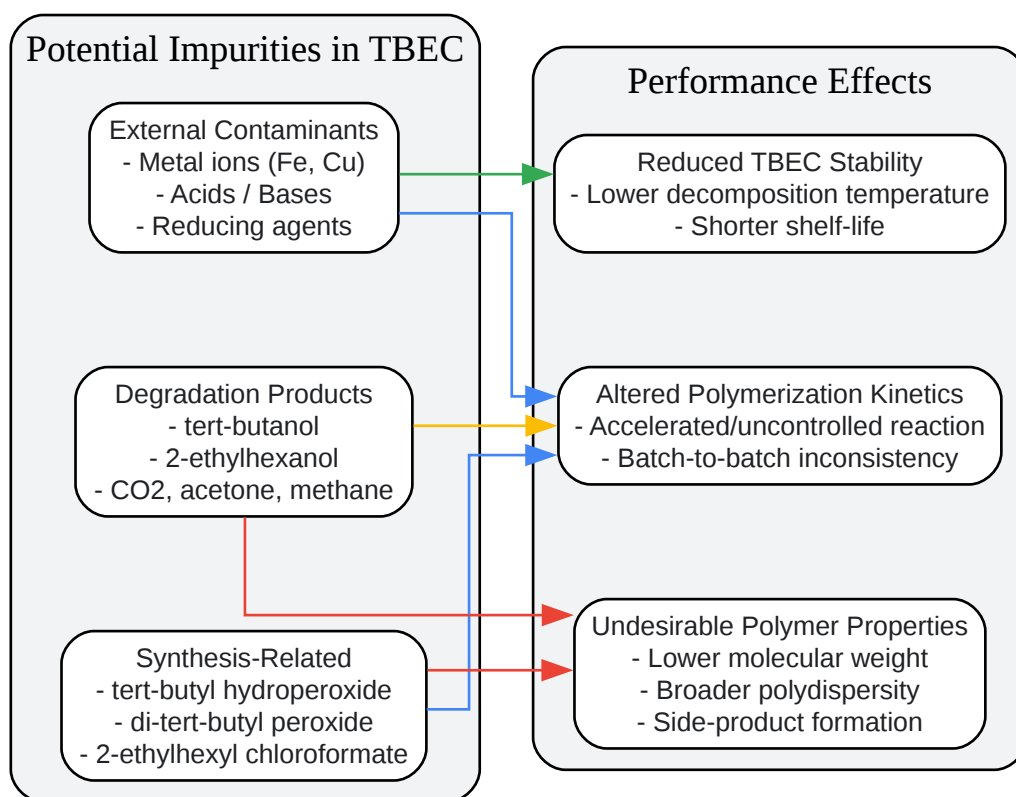 Potential Impurities in TBEC
External Contaminants
- Metal ions (Fe, Cu)
- Acids / Bases
- Reducing agents
Degradation Products
- tert-butanol
- 2-ethylhexanol
- CO2, acetone, methane
Synthesis-Related
- tert-butyl hydroperoxide
- di-tert-butyl peroxide
- 2-ethylhexyl chloroformate
Performance Effects
Reduced TBEC Stability
- Lower decomposition temperature
- Shorter shelf-life
Altered Polymerization Kinetics
- Accelerated/uncontrolled reaction
- Batch-to-batch inconsistency
Undesirable Polymer Properties
- Lower molecular weight
- Broader polydispersity
- Side-product formation